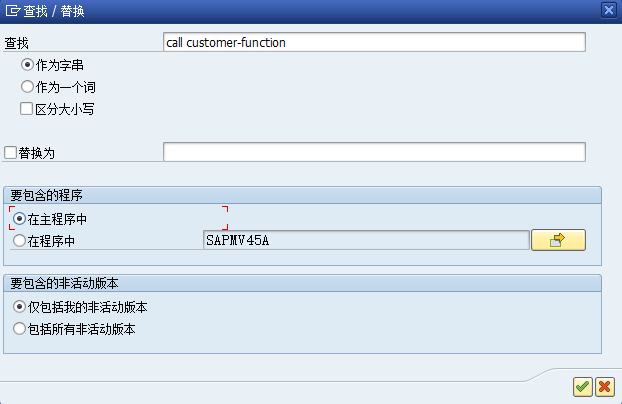 查找 / 替换
查找 call customer-function
作为字串
作为一个词
区分大小写
替换为
要包含的程序
在主程序中
在程序中 SAPMV45A
要包含的非活动版本
仅包括我的非活动版本
包括所有非活动版本